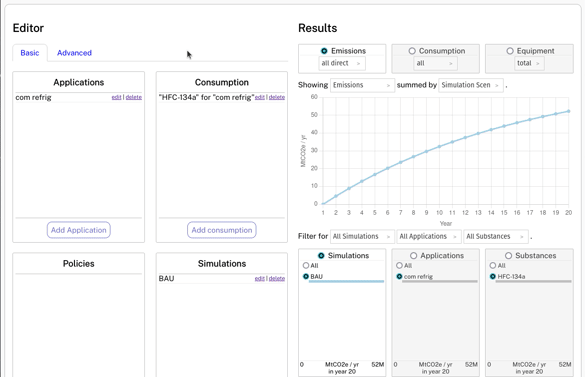 Editor
Basic
Advanced
Applications
com refrig
edit | delete
Add Application
Consumption
"HFC-134a" for "com refrig"
edit | delete
Add consumption
Policies
Simulations
BAU
edit | delete
Results
Emissions
all direct
Consumption
all
Equipment
total
Showing Emissions summed by Simulation Scen .
MtCO2e / yr
60
50
40
30
20
10
0
1 2 3 4 5 6 7 8 9 10 11 12 13 14 15 16 17 18 19 20
Year
Filter for All Simulations All Applications All Substances .
Simulations
All
BAU
0 MtCO2e / yr 52M
in year 20
Applications
All
com refrig
0 MtCO2e / yr 52M
in year 20
Substances
All
HFC-134a
0 MtCO2e / yr 52M
in year 20